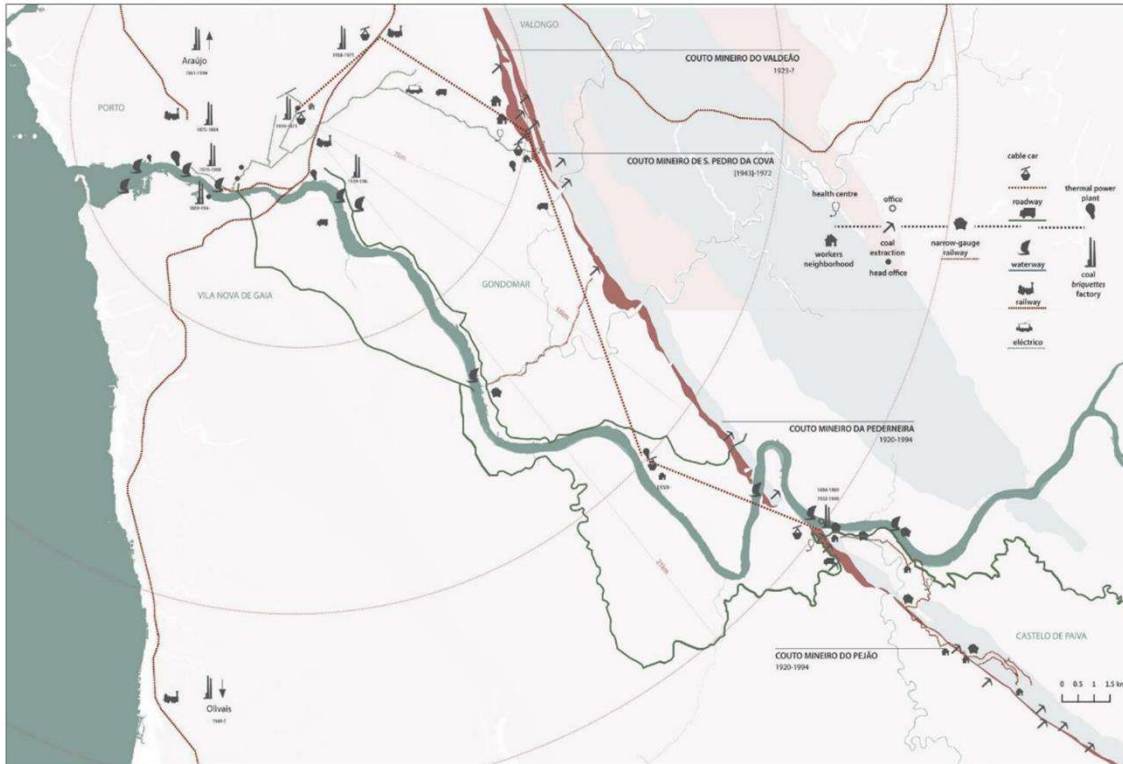 VALONGO
COUTO MINEIRO DO VALDEÃO
1923-?
Araújo
PORTO
COUTO MINEIRO DE S. PEDRO DA COVA
[1943]-1972
GONDOMAR
VILA NOVA DE GAIA
COUTO MINEIRO DA PEDERNEIRA
1920-1994
COUTO MINEIRO DO PEJÃO
1920-1994
CASTELO DE PAIVA
Olivais
25km
cable car
health centre
office
roadway
thermal power
plant
workers
neighborhood
coal
extraction
head office
narrow-gauge
railway
waterway
coal
briquettes
factory
railway
eléctrico
0 0.5 1 1.5 km